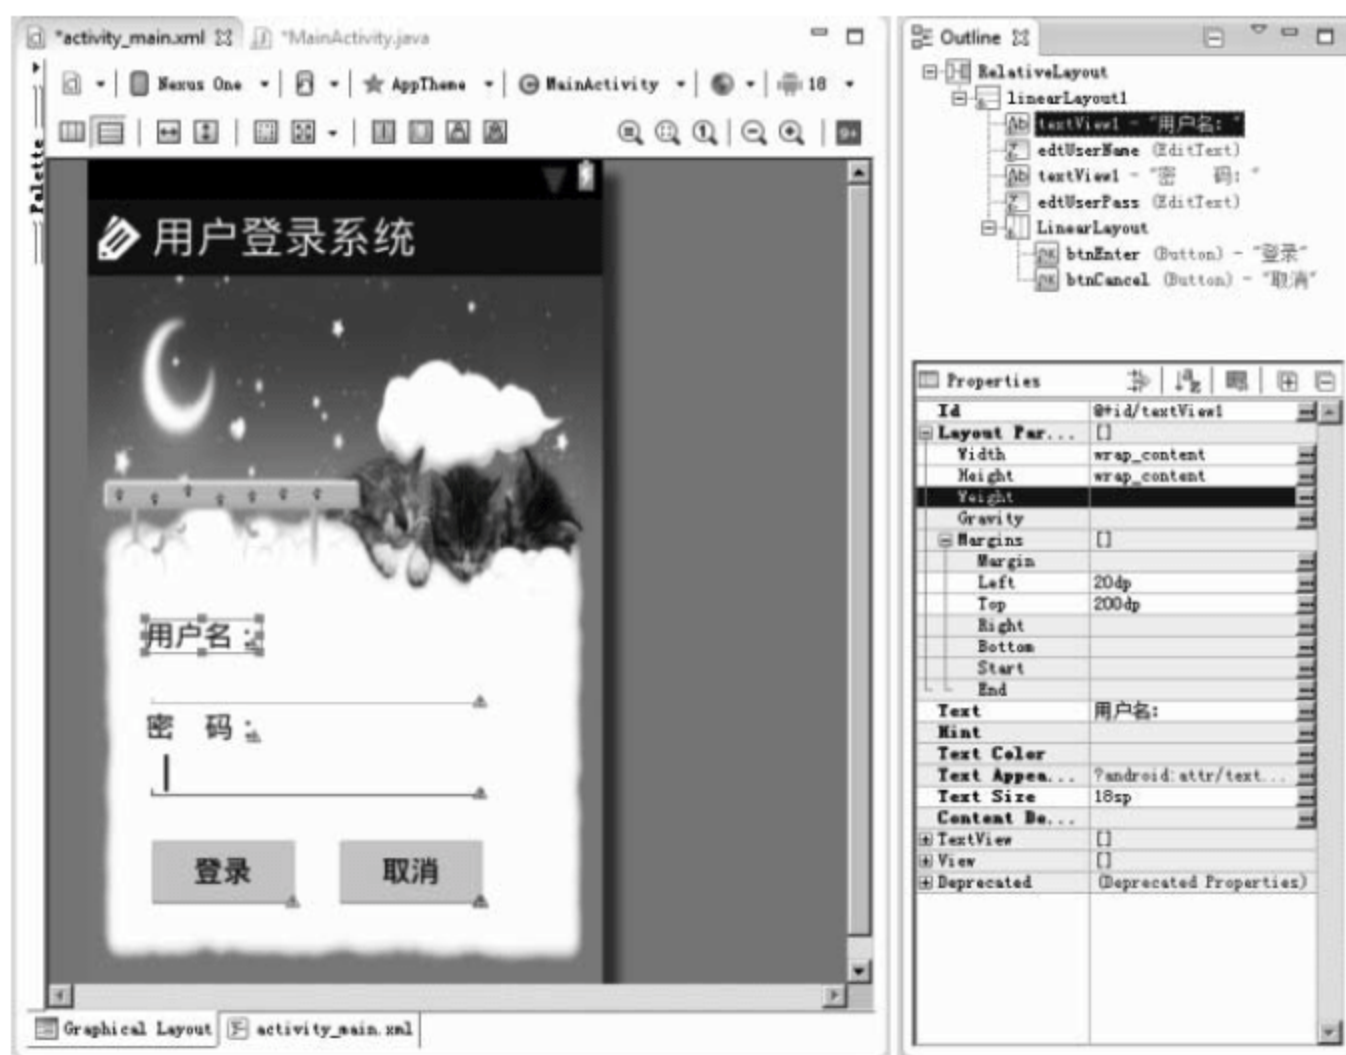 *activity_main.xml
*MainActivity.java
Nexus One
AppTheme
MainActivity
18
Palette
9+
用户登录系统
用户名：
密 码：
登录
取消
Graphical Layout
activity_main.xml
Outline
RelativeLayout
linearLayout1
textView1 - "用户名: "
edtUserName (EditText)
textView1 - "密 码: "
edtUserPass (EditText)
LinearLayout
btnEnter (Button) - "登录"
btnCancel (Button) - "取消"
Properties
Id @+id/textView1
Layout Par... []
Width wrap_content
Height wrap_content
Weight
Gravity
Margins []
Margin
Left 20dp
Top 200dp
Right
Bottom
Start
End
Text 用户名:
Hint
Text Color
Text Appea... ?android:attr/text...
Text Size 18sp
Content De...
TextView []
View []
Deprecated (Deprecated Properties)